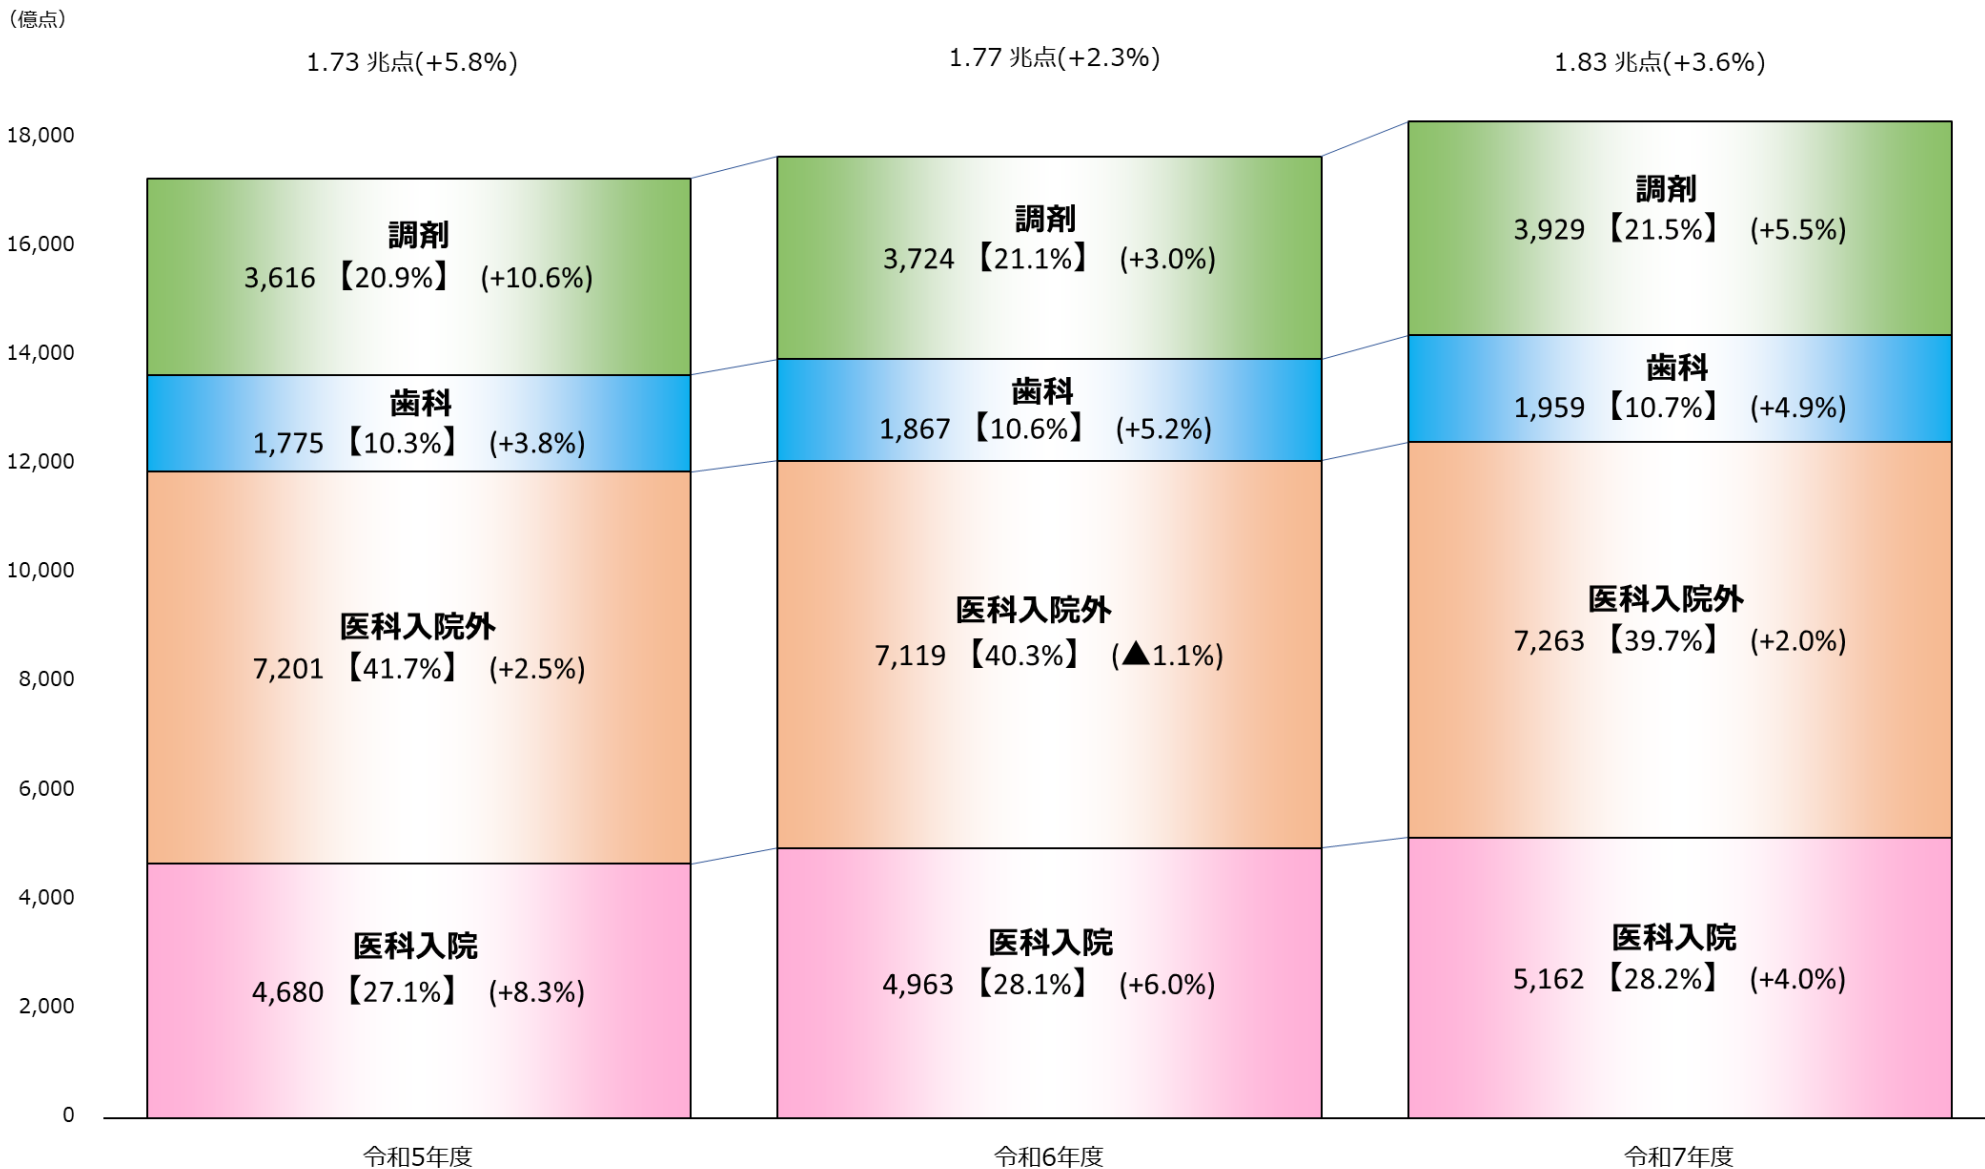 （億点）
1.73 兆点(+5.8%)
1.77 兆点(+2.3%)
1.83 兆点(+3.6%)
18,000
16,000
14,000
12,000
10,000
8,000
6,000
4,000
2,000
0
調剤
3,616 【20.9%】 (+10.6%)
歯科
1,775 【10.3%】 (+3.8%)
医科入院外
7,201 【41.7%】 (+2.5%)
医科入院
4,680 【27.1%】 (+8.3%)
調剤
3,724 【21.1%】 (+3.0%)
歯科
1,867 【10.6%】 (+5.2%)
医科入院外
7,119 【40.3%】 (▲1.1%)
医科入院
4,963 【28.1%】 (+6.0%)
調剤
3,929 【21.5%】 (+5.5%)
歯科
1,959 【10.7%】 (+4.9%)
医科入院外
7,263 【39.7%】 (+2.0%)
医科入院
5,162 【28.2%】 (+4.0%)
令和5年度
令和6年度
令和7年度